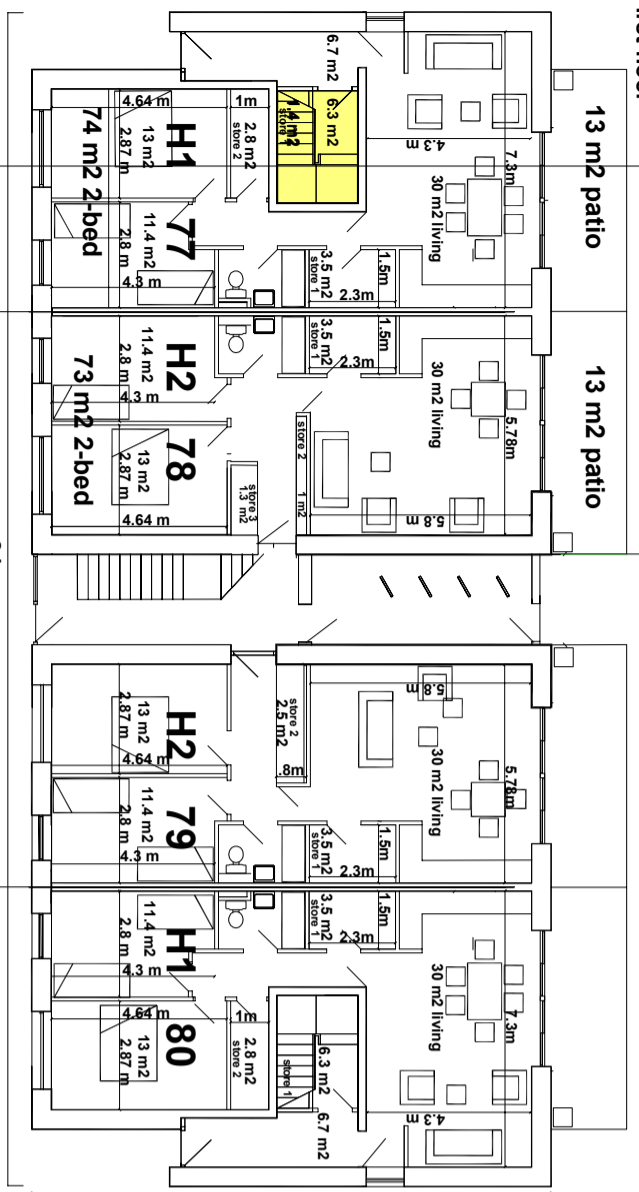 13 m2 patio
13 m2 patio
6.7 m2
6.3 m2
1,4 m2
store 1
4.3 m
7.3m
30 m2 living
4.64 m
1m
13 m2
2.87 m
H1
2.8 m2
store 2
74 m2 2-bed
77
11.4 m2
2.8 m
4.3 m
3.5 m2
store 1
1.5m
2.3m
3.5 m2
store 1
1.5m
2.3m
H2
11.4 m2
2.8 m
4.3 m
30 m2 living
5.78m
73 m2 2-bed
78
13 m2
2.87 m
4.64 m
store 2
1 m2
store 3
1.3 m2
5.8 m
H2
13 m2
2.87 m
4.64 m
store 2
2.5 m2
.8m
5.8 m
30 m2 living
5.78m
79
11.4 m2
2.8 m
4.3 m
3.5 m2
store 1
1.5m
2.3m
3.5 m2
store 1
1.5m
2.3m
H1
11.4 m2
2.8 m
4.3 m
30 m2 living
7.3m
80
4.64 m
1m
13 m2
2.87 m
2.8 m2
store 2
6.3 m2
store 1
6.7 m2
4.3 m